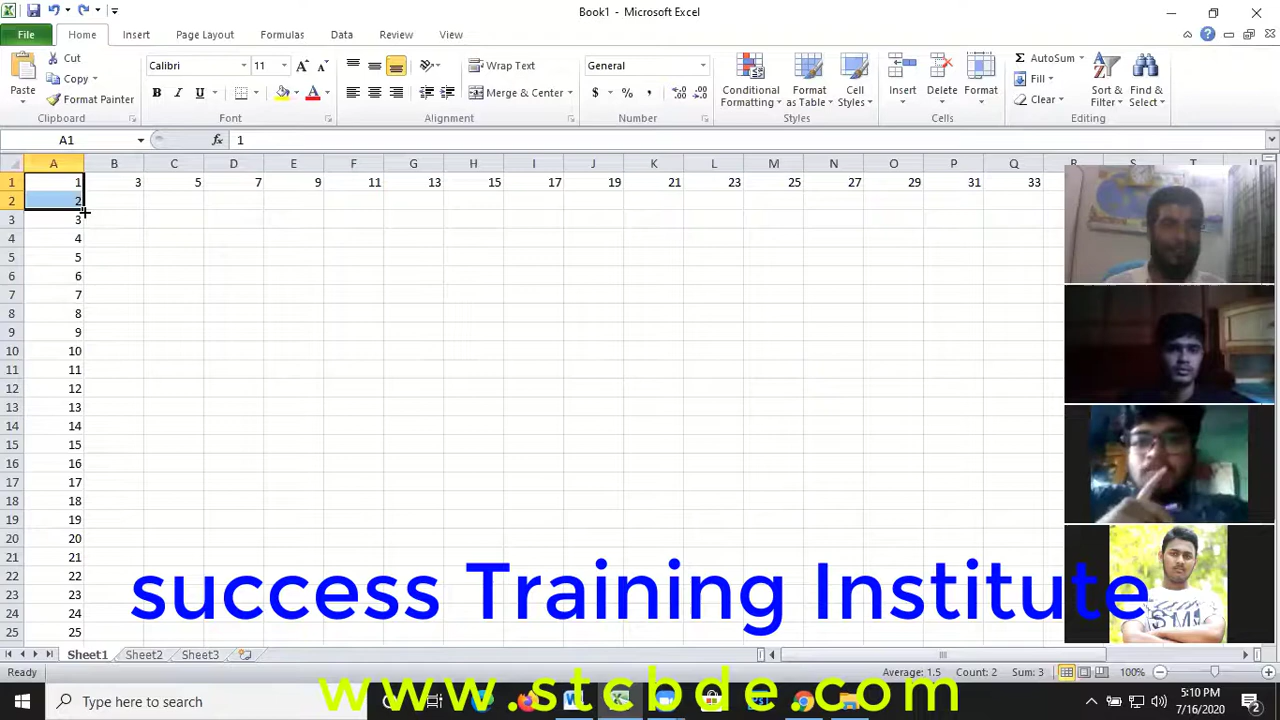 Book1 - Microsoft Excel
File Home Insert Page Layout Formulas Data Review View
Cut
Copy
Format Painter
Paste
Clipboard
Calibri 11
B I U
Font
Wrap Text
Merge & Center
Alignment
General
$ % ,
Number
Conditional Formatting
Format as Table
Cell Styles
Styles
Insert Delete Format
Cells
AutoSum
Fill
Clear
Sort & Filter
Find & Select
Editing
A1 fx 1
A B C D E F G H I J K L M N O P Q R S T U
1 1 3 5 7 9 11 13 15 17 19 21 23 25 27 29 31 33
2 2
3 3
4 4
5 5
6 6
7 7
8 8
9 9
10 10
11 11
12 12
13 13
14 14
15 15
16 16
17 17
18 18
19 19
20 20
21 21
22 22
23 23
24 24
25 25
success Training Institute
Sheet1 Sheet2 Sheet3
Ready Average: 1.5 Count: 2 Sum: 3 100%
www.stcbde.com
Type here to search
5:10 PM
7/16/2020
2